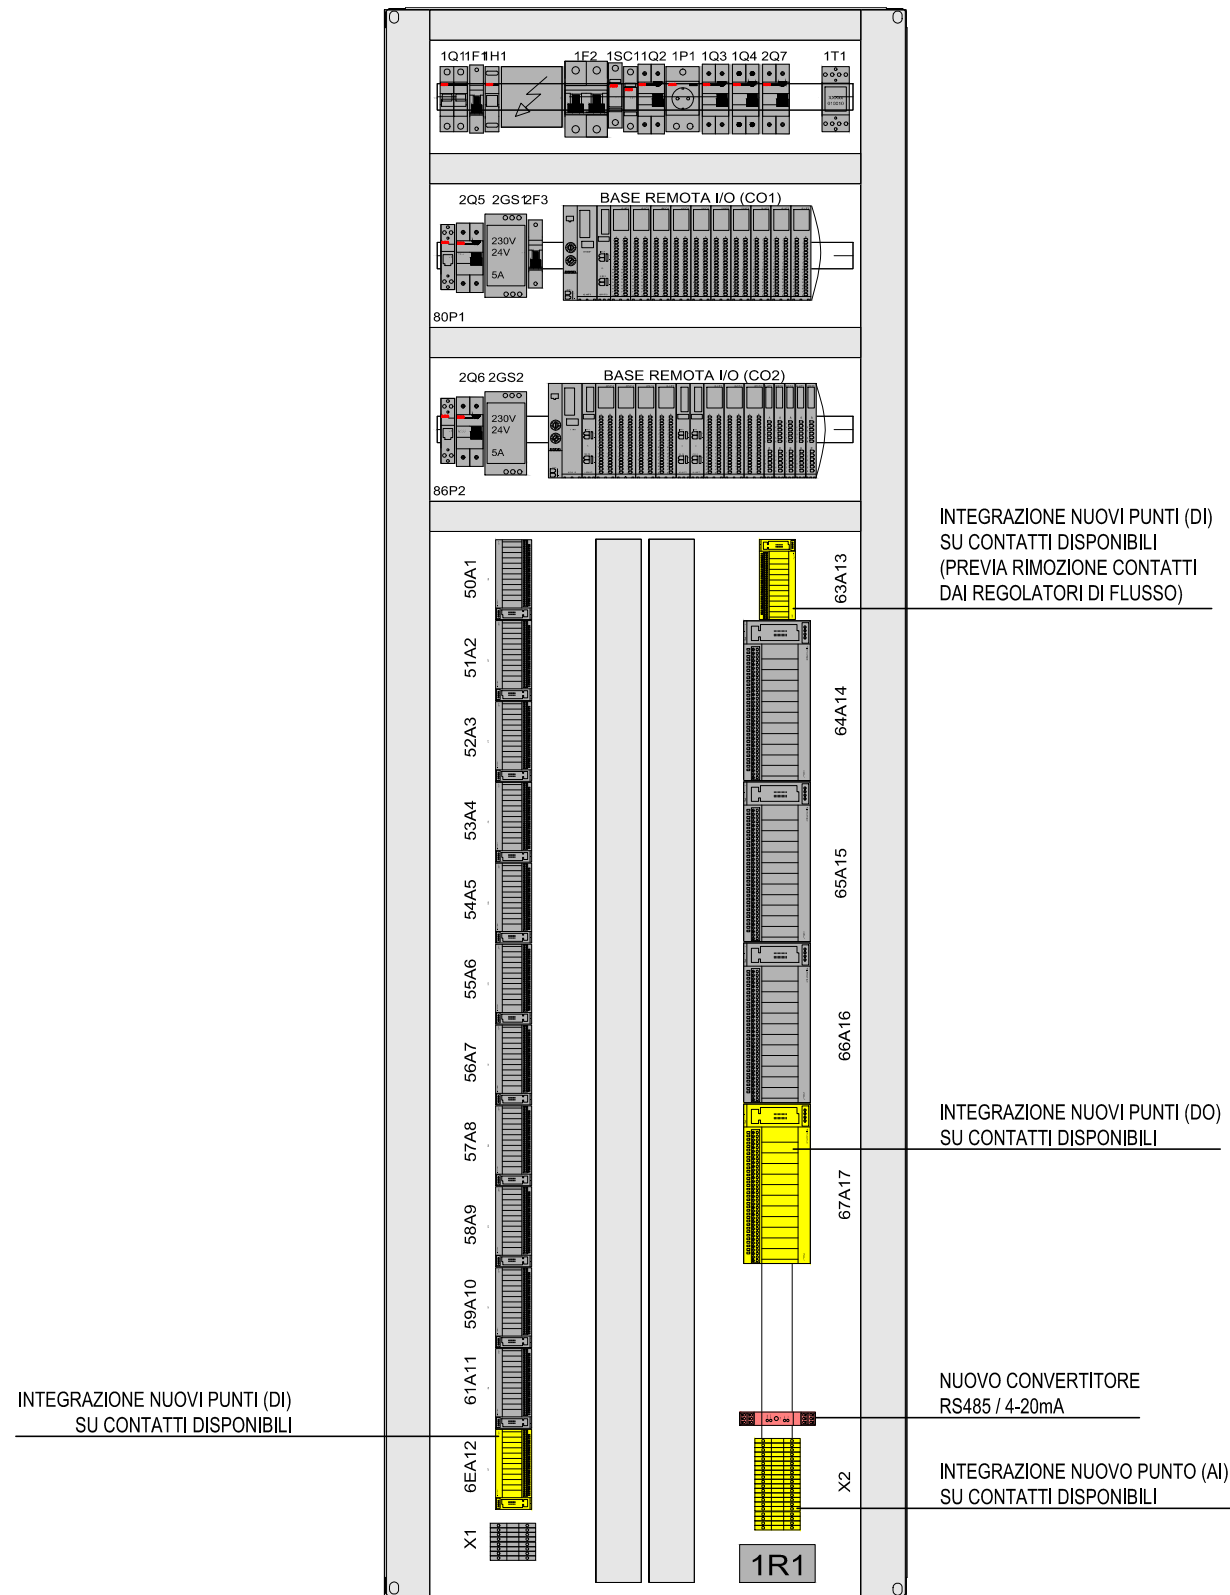 1Q1 1F1 1H1 1F2 1SC1 1Q2 1P1 1Q3 1Q4 2Q7 1T1
2Q5 2GS1 2F3 BASE REMOTA I/O (CO1)
230V
24V
5A
80P1
2Q6 2GS2 BASE REMOTA I/O (CO2)
230V
24V
5A
86P2
INTEGRAZIONE NUOVI PUNTI (DI)
SU CONTATTI DISPONIBILI
(PREVIA RIMOZIONE CONTATTI
DAI REGOLATORI DI FLUSSO)
50A1
51A2
52A3
53A4
54A5
55A6
56A7
57A8
58A9
59A10
61A11
6EA12
X1
63A13
64A14
65A15
66A16
67A17
X2
1R1
INTEGRAZIONE NUOVI PUNTI (DO)
SU CONTATTI DISPONIBILI
INTEGRAZIONE NUOVI PUNTI (DI)
SU CONTATTI DISPONIBILI
NUOVO CONVERTITORE
RS485 / 4-20mA
INTEGRAZIONE NUOVO PUNTO (AI)
SU CONTATTI DISPONIBILI